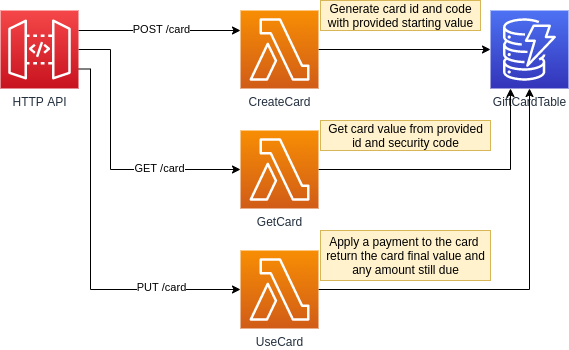 Generate card id and code
with provided starting value
POST /card
HTTP API
CreateCard
GiftCardTable
Get card value from provided
id and security code
GET /card
GetCard
Apply a payment to the card
return the card final value and
any amount still due
PUT /card
UseCard